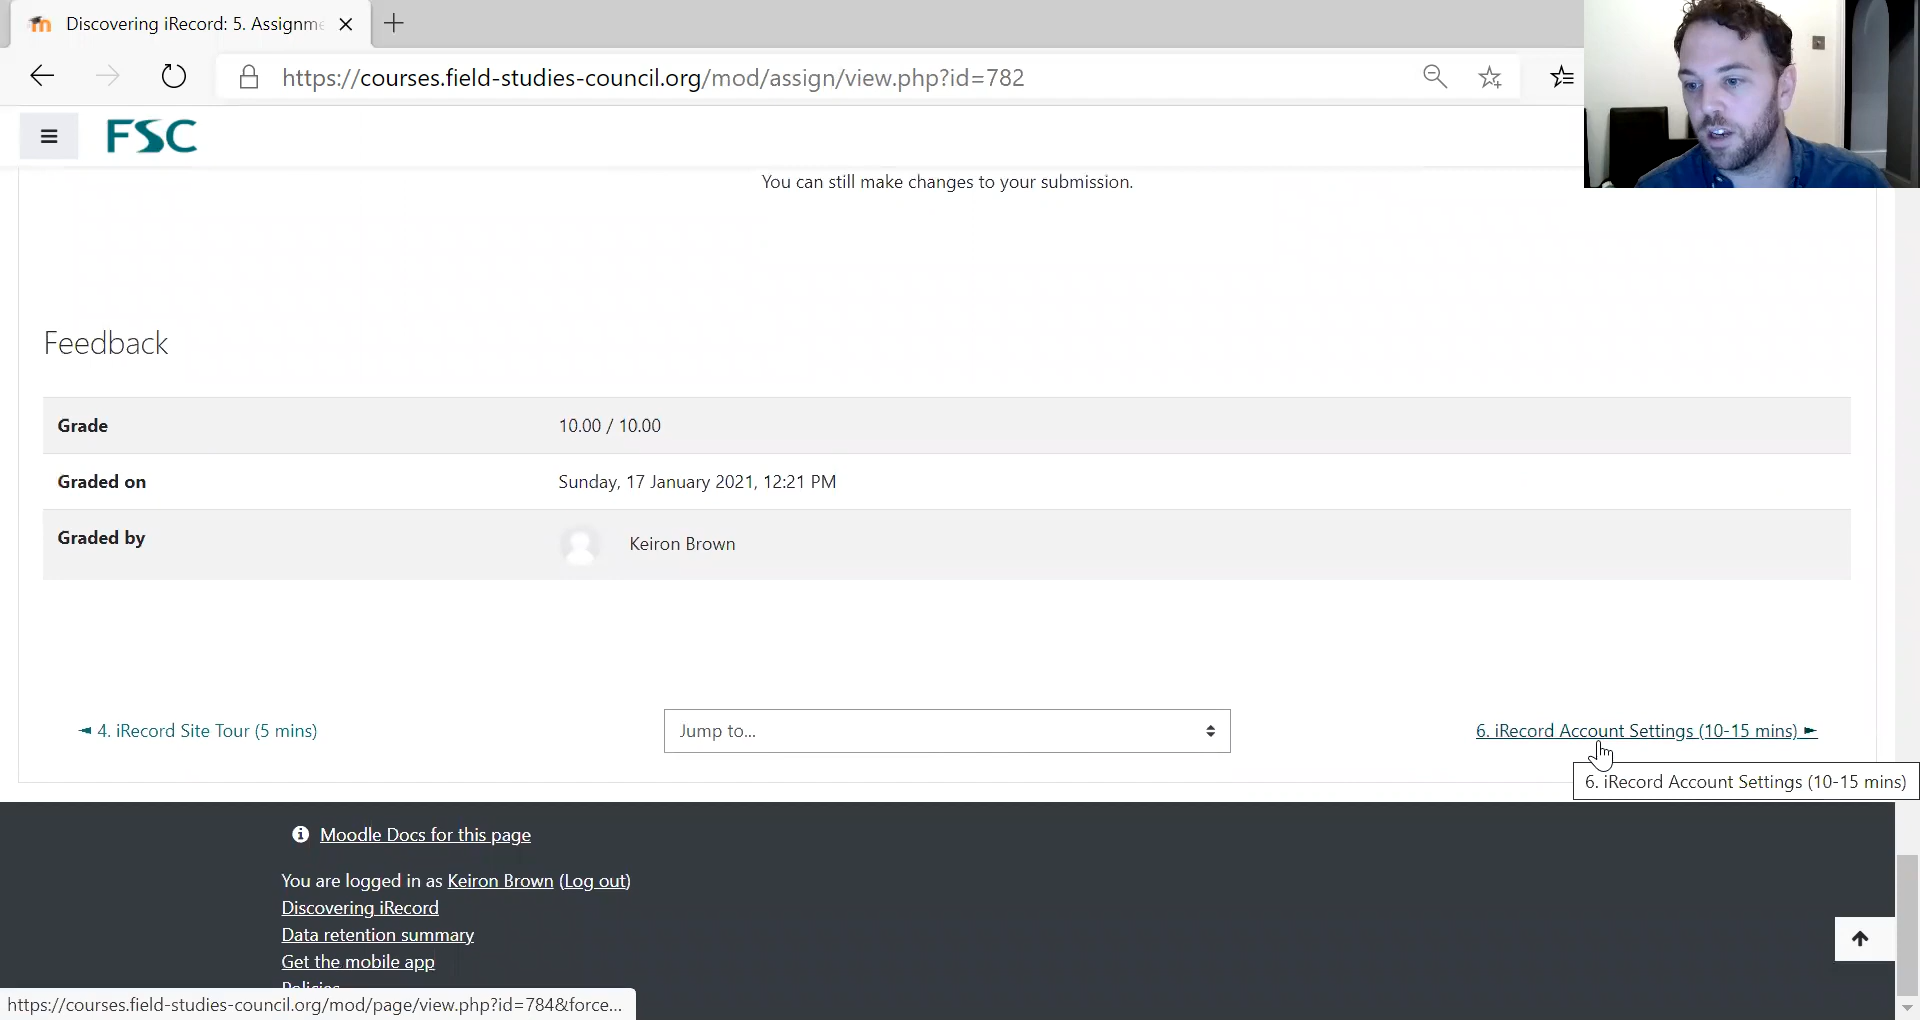 Discovering iRecord: 5. Assignme
https://courses.field-studies-council.org/mod/assign/view.php?id=782
FSC
You can still make changes to your submission.
Feedback
Grade 10.00 / 10.00
Graded on Sunday, 17 January 2021, 12:21 PM
Graded by Keiron Brown
◄ 4. iRecord Site Tour (5 mins)
Jump to...
6. iRecord Account Settings (10-15 mins) ►
6. iRecord Account Settings (10-15 mins)
Moodle Docs for this page
You are logged in as Keiron Brown (Log out)
Discovering iRecord
Data retention summary
Get the mobile app
Policies
https://courses.field-studies-council.org/mod/page/view.php?id=784&force...